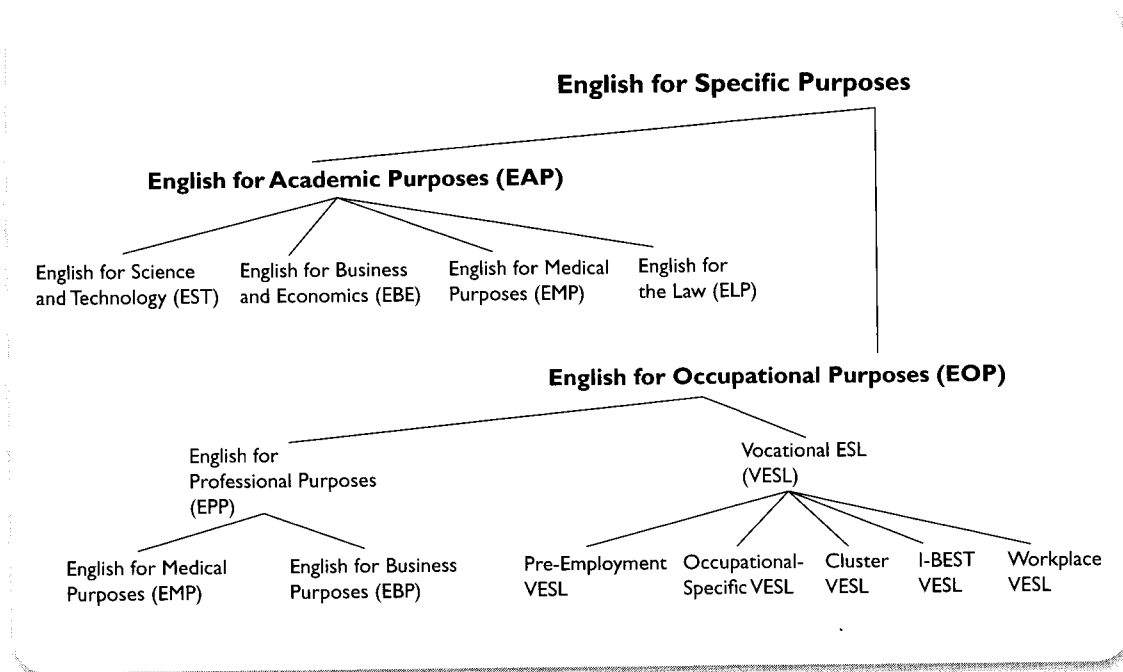 English for Specific Purposes
English for Academic Purposes (EAP)
English for Science
and Technology (EST)
English for Business
and Economics (EBE)
English for Medical
Purposes (EMP)
English for
the Law (ELP)
English for Occupational Purposes (EOP)
English for
Professional Purposes
(EPP)
Vocational ESL
(VESL)
English for Medical
Purposes (EMP)
English for Business
Purposes (EBP)
Pre-Employment
VESL
Occupational-
Specific VESL
Cluster
VESL
I-BEST
VESL
Workplace
VESL